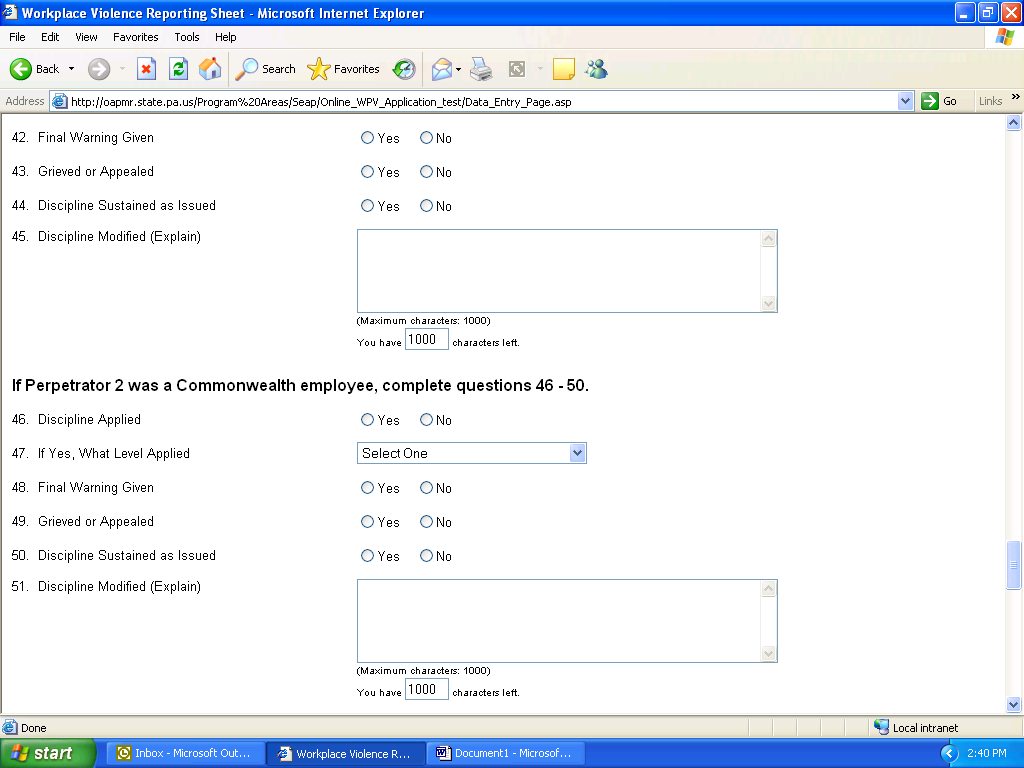 Workplace Violence Reporting Sheet - Microsoft Internet Explorer
File Edit View Favorites Tools Help
Back Search Favorites
Address http://oapmr.state.pa.us/Program%20Areas/Seap/Online_WPV_Application_test/Data_Entry_Page.asp Go Links »
42. Final Warning Given Yes No
43. Grieved or Appealed Yes No
44. Discipline Sustained as Issued Yes No
45. Discipline Modified (Explain)
(Maximum characters: 1000)
You have 1000 characters left.
If Perpetrator 2 was a Commonwealth employee, complete questions 46 - 50.
46. Discipline Applied Yes No
47. If Yes, What Level Applied Select One
48. Final Warning Given Yes No
49. Grieved or Appealed Yes No
50. Discipline Sustained as Issued Yes No
51. Discipline Modified (Explain)
(Maximum characters: 1000)
You have 1000 characters left.
Done Local intranet
start Inbox - Microsoft Out... Workplace Violence R... Document1 - Microsof... 2:40 PM